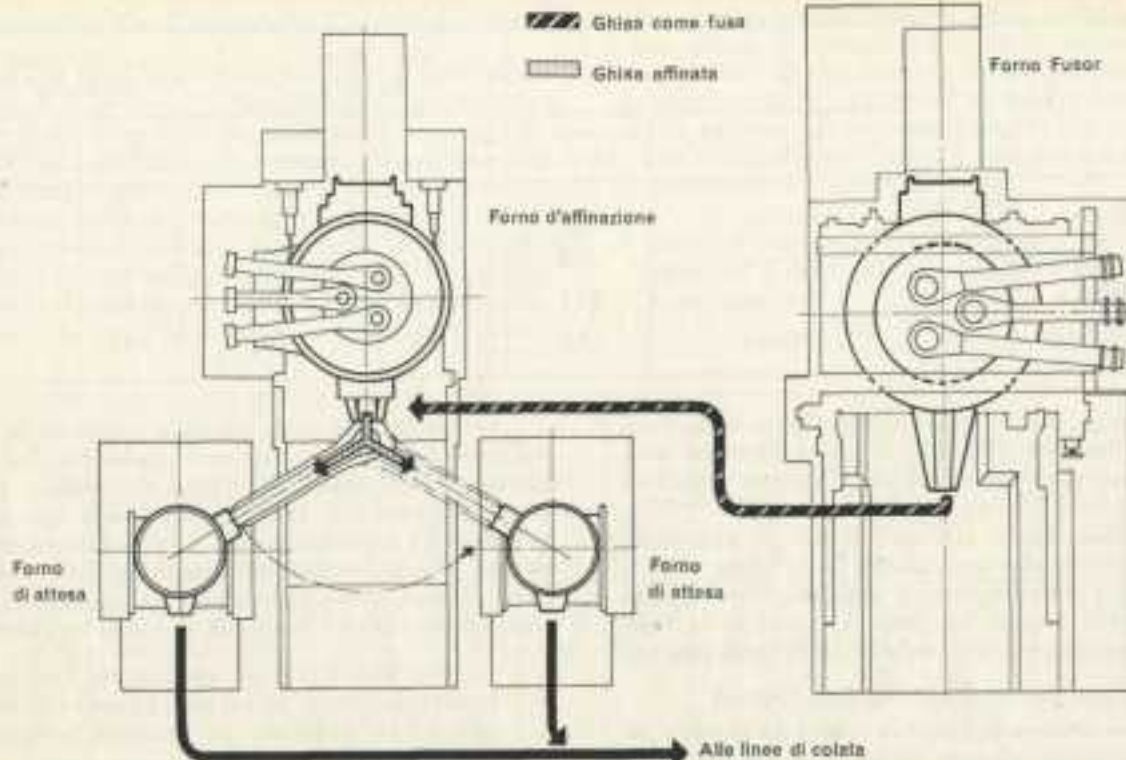 Ghisa come fusa
Ghisa affinata
Forno Fusor
Forno d'affinazione
Forno
di attesa
Forno
di attesa
Alle linee di colata